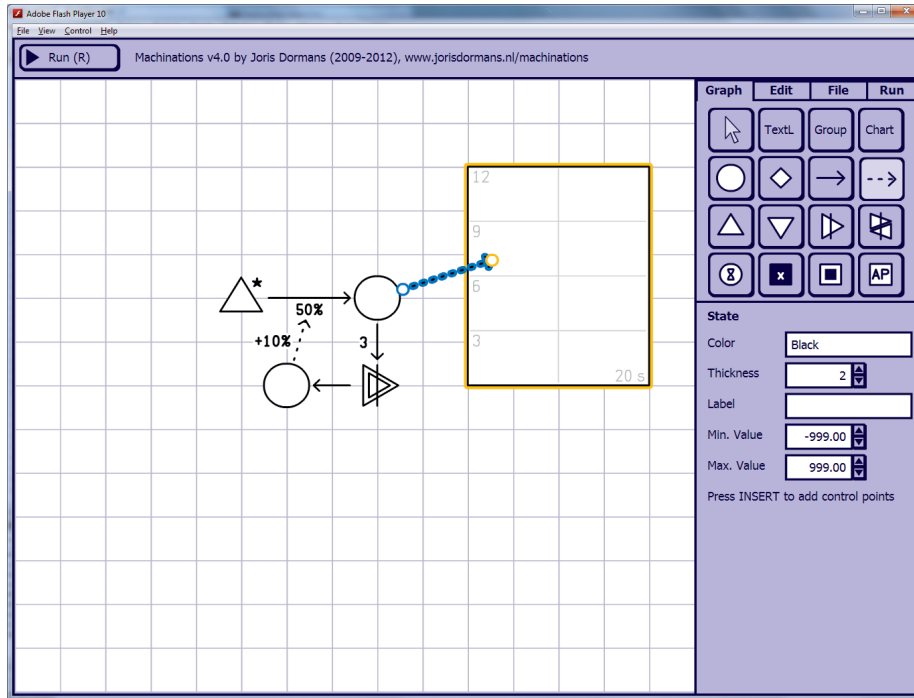 Adobe Flash Player 10
File View Control Help
Run (R)
Machinations v4.0 by Joris Dormans (2009-2012), www.jorisdormans.nl/machinations
Graph Edit File Run
TextL Group Chart
x AP
12
9
6
3
20 s
*
50%
+10%
3
State
Color Black
Thickness 2
Label
Min. Value -999.00
Max. Value 999.00
Press INSERT to add control points